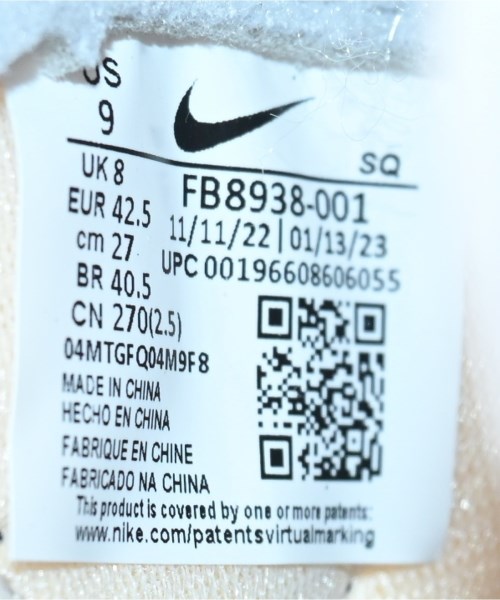 US
9
SQ
UK 8
EUR 42.5
cm 27
BR 40.5
CN 270(2.5)
FB8938-001
11/11/22 | 01/13/23
UPC 00196608606055
04MTGFQ04M9F8
MADE IN CHINA
HECHO EN CHINA
FABRIQUE EN CHINE
FABRICADO NA CHINA
This product is covered by one or more patents:
www.nike.com/patentsvirtualmarking